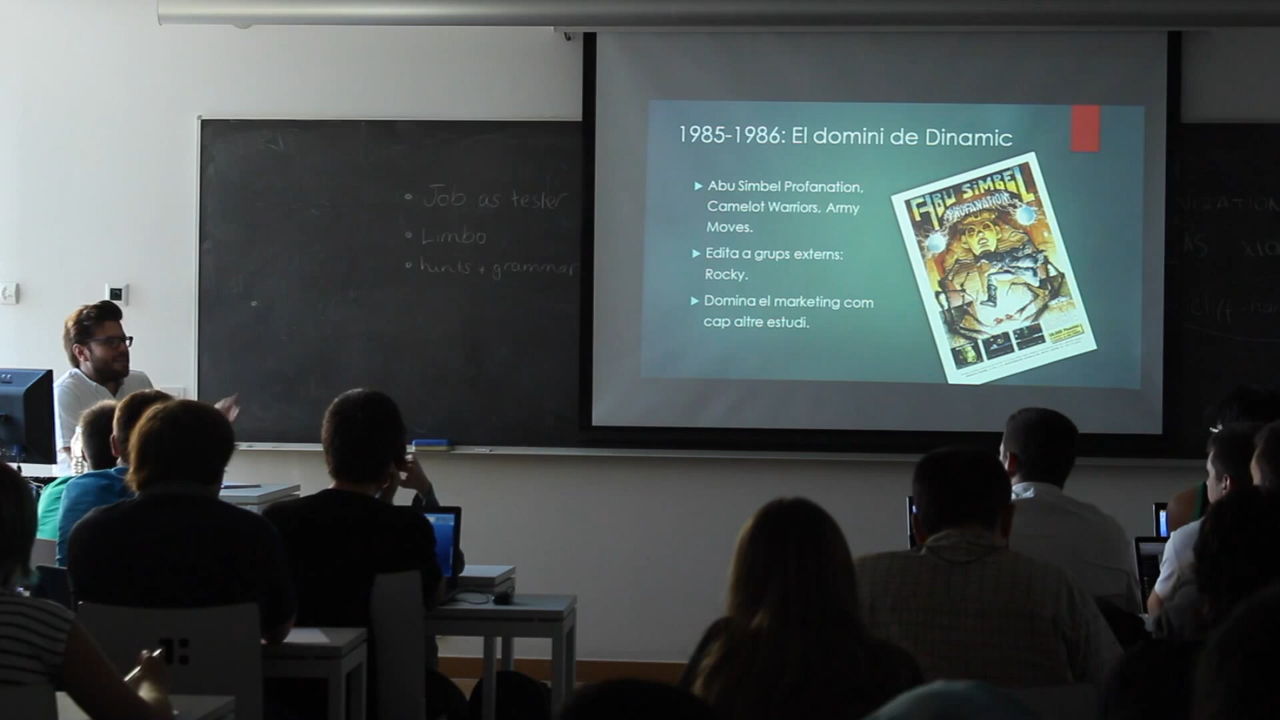 Job as tester
Limbo
hints + grammar
1985-1986: El domini de Dinamic
Abu Simbel Profanation,
Camelot Warriors, Army
Moves.
Edita a grups externs:
Rocky.
Domina el marketing com
cap altre estudi.
ABU SiMBEL
PROFANATION